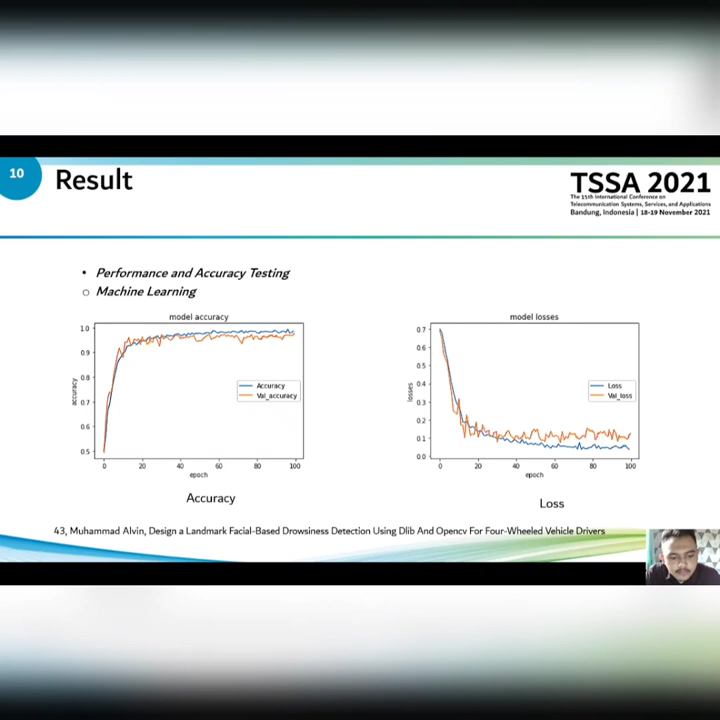 10
Result
TSSA 2021
The 15th International Conference on
Telecommunication Systems, Services, and Applications
Bandung, Indonesia | 18-19 November 2021
• Performance and Accuracy Testing
○ Machine Learning
model accuracy
1.0
0.9
0.8
0.7
0.6
0.5
accuracy
Accuracy
Val_accuracy
0 20 40 60 80 100
epoch
Accuracy
model losses
0.7
0.6
0.5
0.4
0.3
0.2
0.1
0.0
losses
Loss
Val_loss
0 20 40 60 80 100
epoch
Loss
43, Muhammad Alvin, Design a Landmark Facial-Based Drowsiness Detection Using Dlib And Opencv For Four-Wheeled Vehicle Drivers